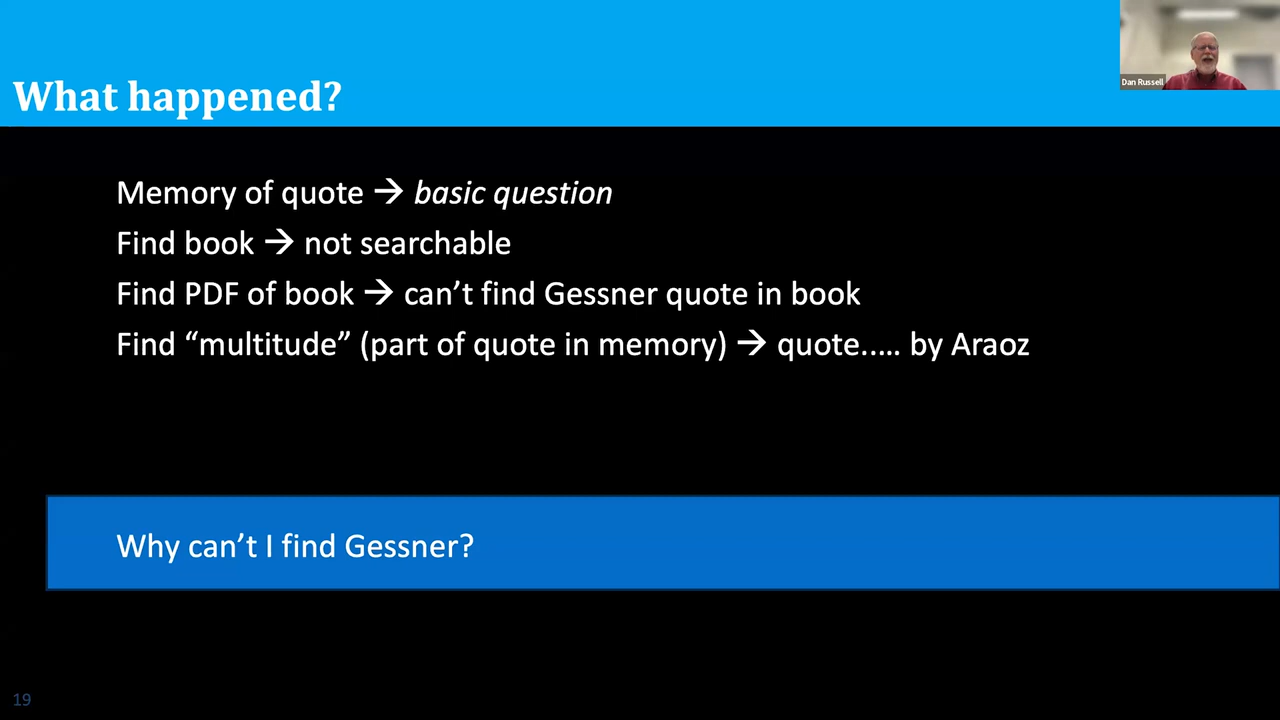 Dan Russell
What happened?
Memory of quote → basic question
Find book → not searchable
Find PDF of book → can’t find Gessner quote in book
Find “multitude” (part of quote in memory) → quote..... by Araoz
Why can’t I find Gessner?
19